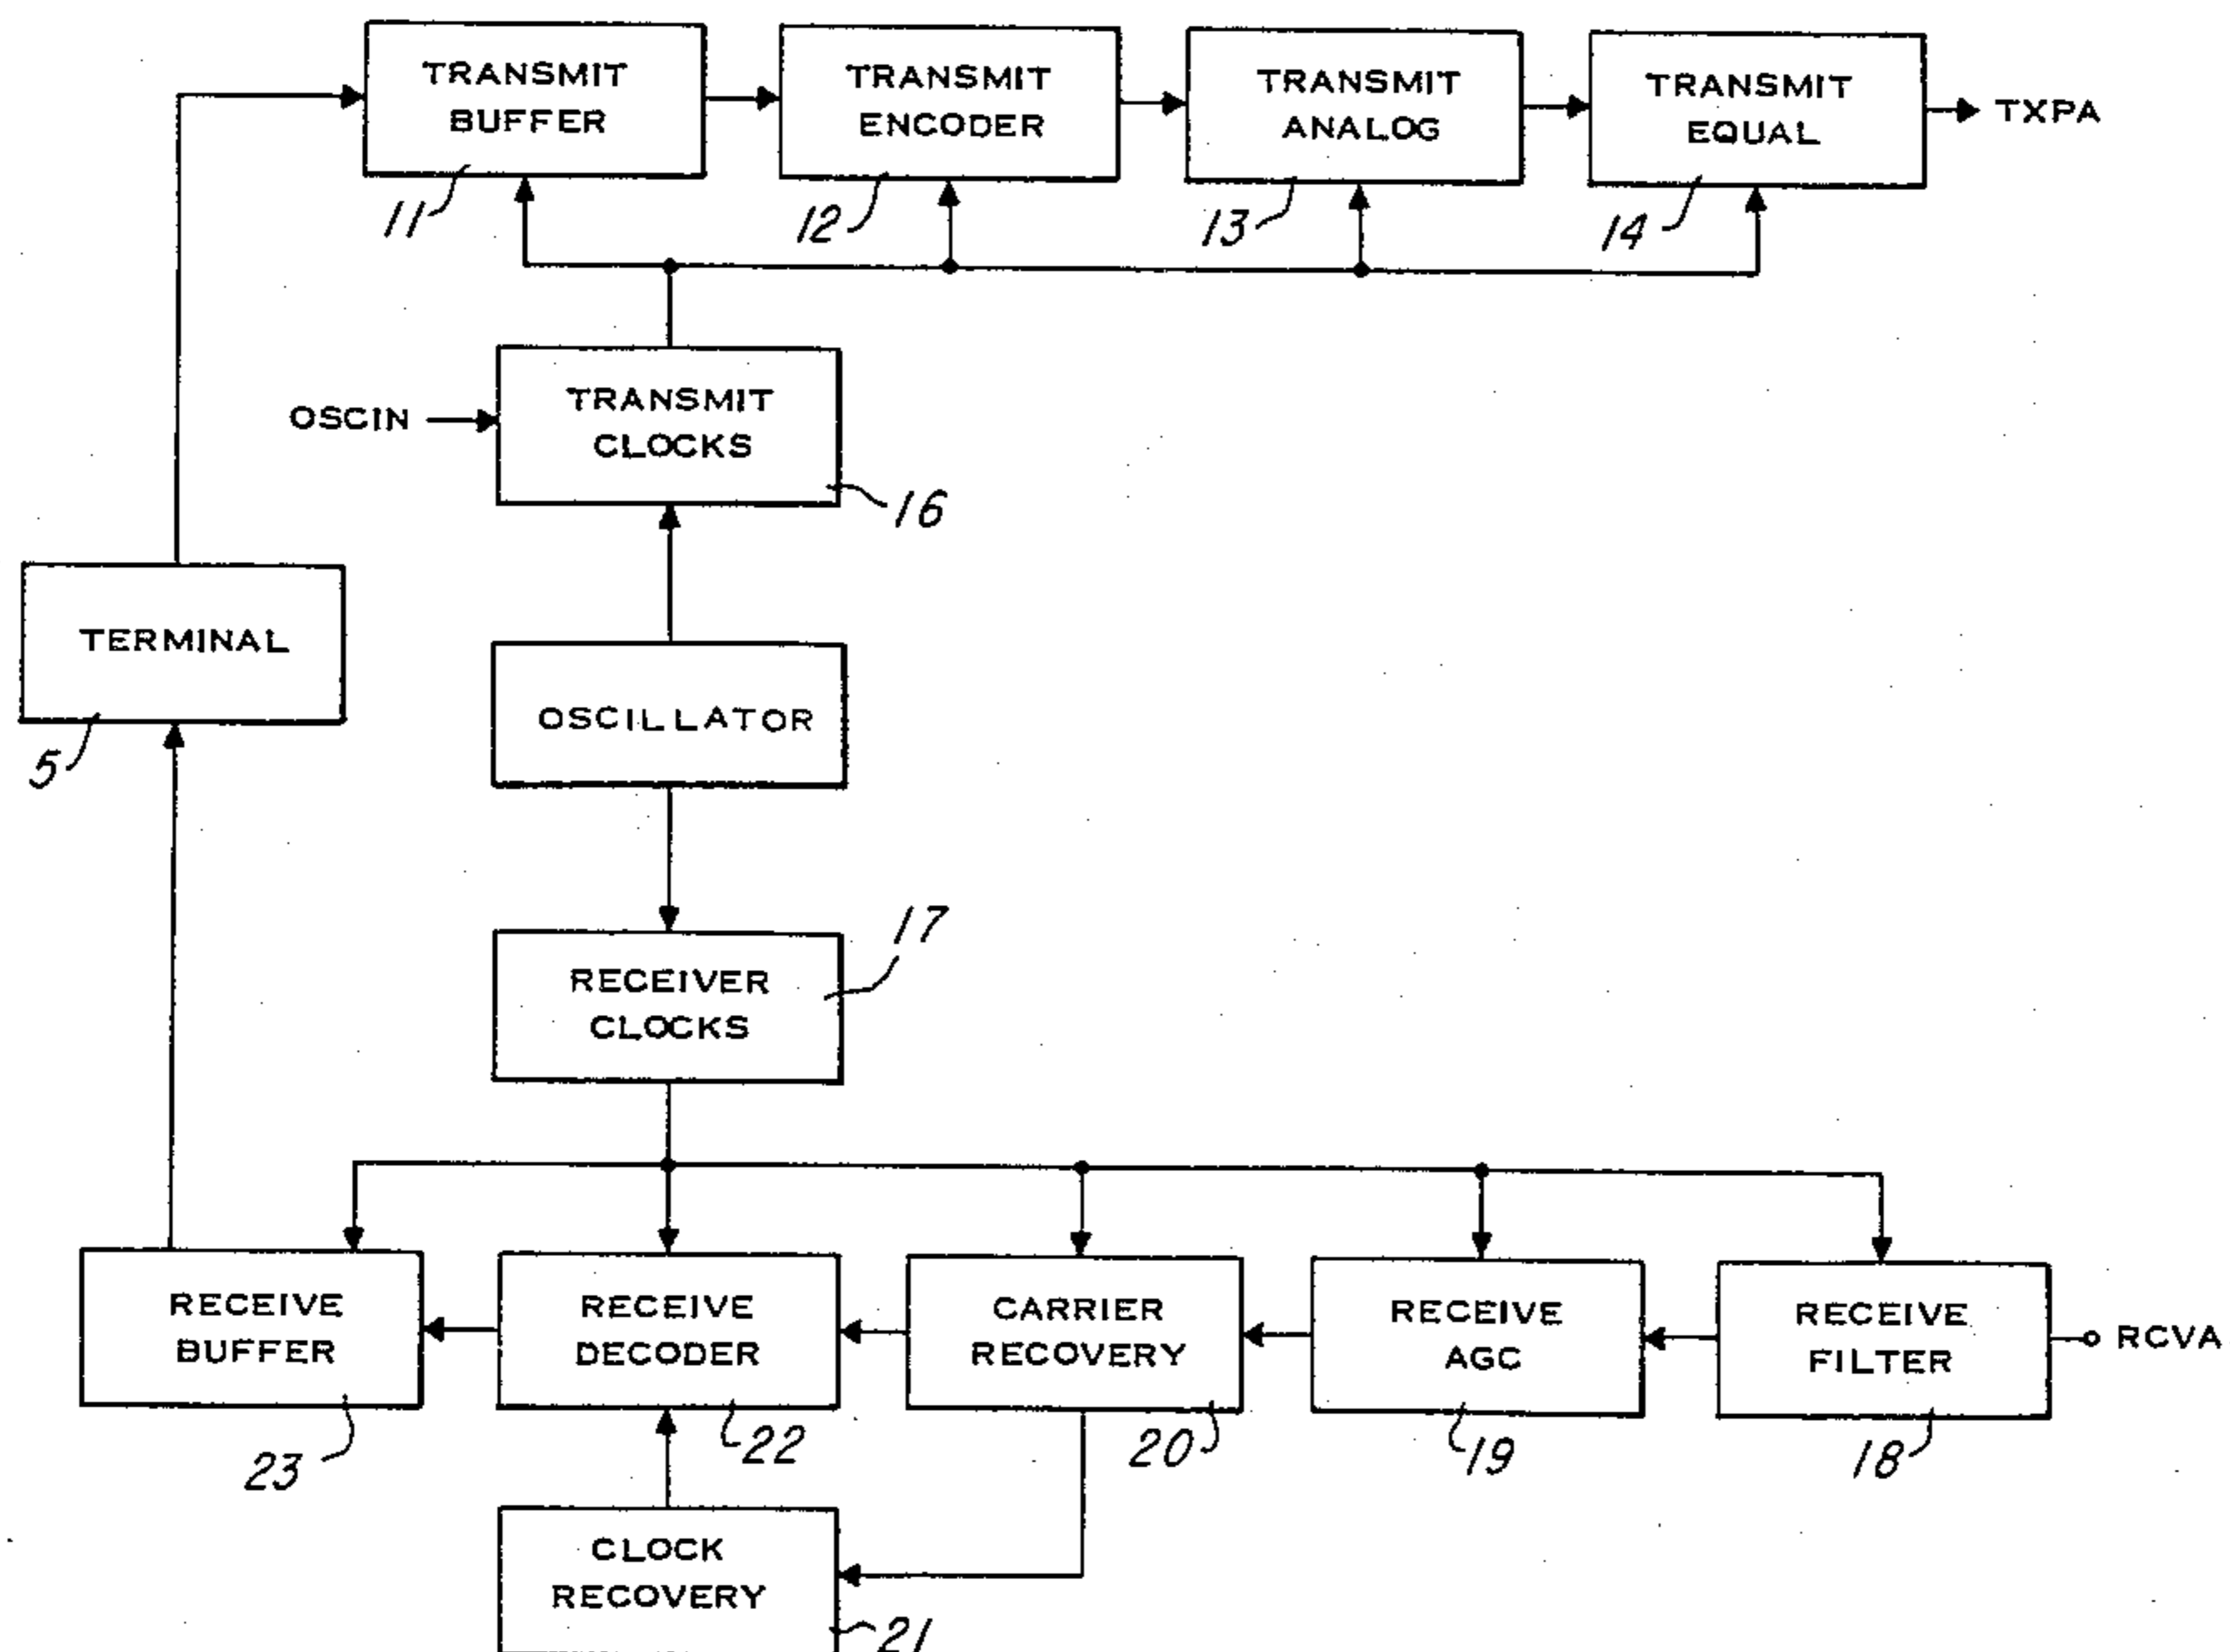 TRANSMIT
BUFFER
TRANSMIT
ENCODER
TRANSMIT
ANALOG
TRANSMIT
EQUAL
TXPA
11
12
13
14
OSCIN
TRANSMIT
CLOCKS
16
TERMINAL
5
OSCILLATOR
17
RECEIVER
CLOCKS
RECEIVE
BUFFER
RECEIVE
DECODER
CARRIER
RECOVERY
RECEIVE
AGC
RECEIVE
FILTER
RCVA
23
22
20
19
18
CLOCK
RECOVERY
21